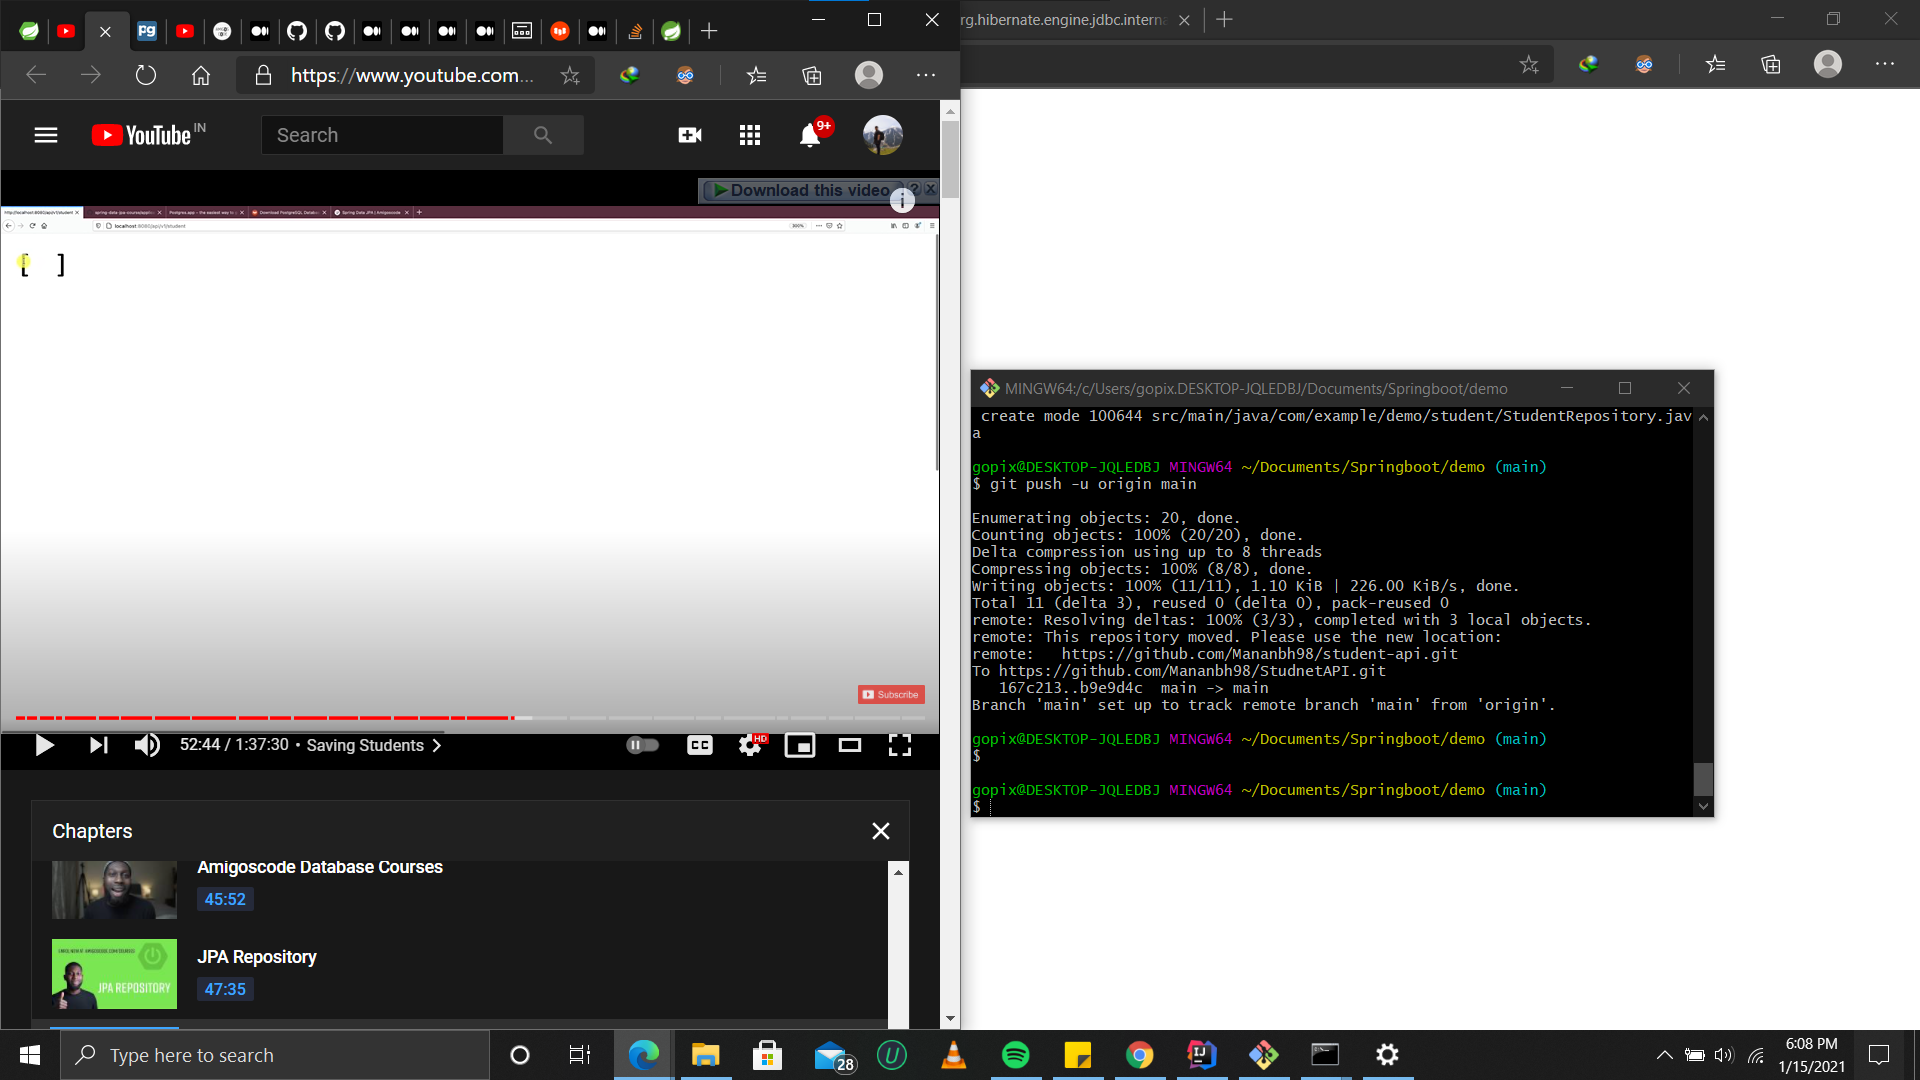 https://www.youtube.com...
rg.hibernate.engine.jdbc.interna
YouTube IN
Search
9+
Download this video
?
X
i
localhost:8080/api/v1/student
[ ]
Subscribe
52:44 / 1:37:30 • Saving Students
CC
HD
Chapters
Amigoscode Database Courses
45:52
JPA REPOSITORY
JPA Repository
47:35
MINGW64:/c/Users/gopix.DESKTOP-JQLEDBJ/Documents/Springboot/demo
create mode 100644 src/main/java/com/example/demo/student/StudentRepository.jav
a
gopix@DESKTOP-JQLEDBJ MINGW64 ~/Documents/Springboot/demo (main)
$ git push -u origin main
Enumerating objects: 20, done.
Counting objects: 100% (20/20), done.
Delta compression using up to 8 threads
Compressing objects: 100% (8/8), done.
Writing objects: 100% (11/11), 1.10 KiB | 226.00 KiB/s, done.
Total 11 (delta 3), reused 0 (delta 0), pack-reused 0
remote: Resolving deltas: 100% (3/3), completed with 3 local objects.
remote: This repository moved. Please use the new location:
remote:   https://github.com/Mananbh98/student-api.git
To https://github.com/Mananbh98/StudnetAPI.git
   167c213..b9e9d4c  main -> main
Branch 'main' set up to track remote branch 'main' from 'origin'.
gopix@DESKTOP-JQLEDBJ MINGW64 ~/Documents/Springboot/demo (main)
$
gopix@DESKTOP-JQLEDBJ MINGW64 ~/Documents/Springboot/demo (main)
$
Type here to search
28
6:08 PM
1/15/2021